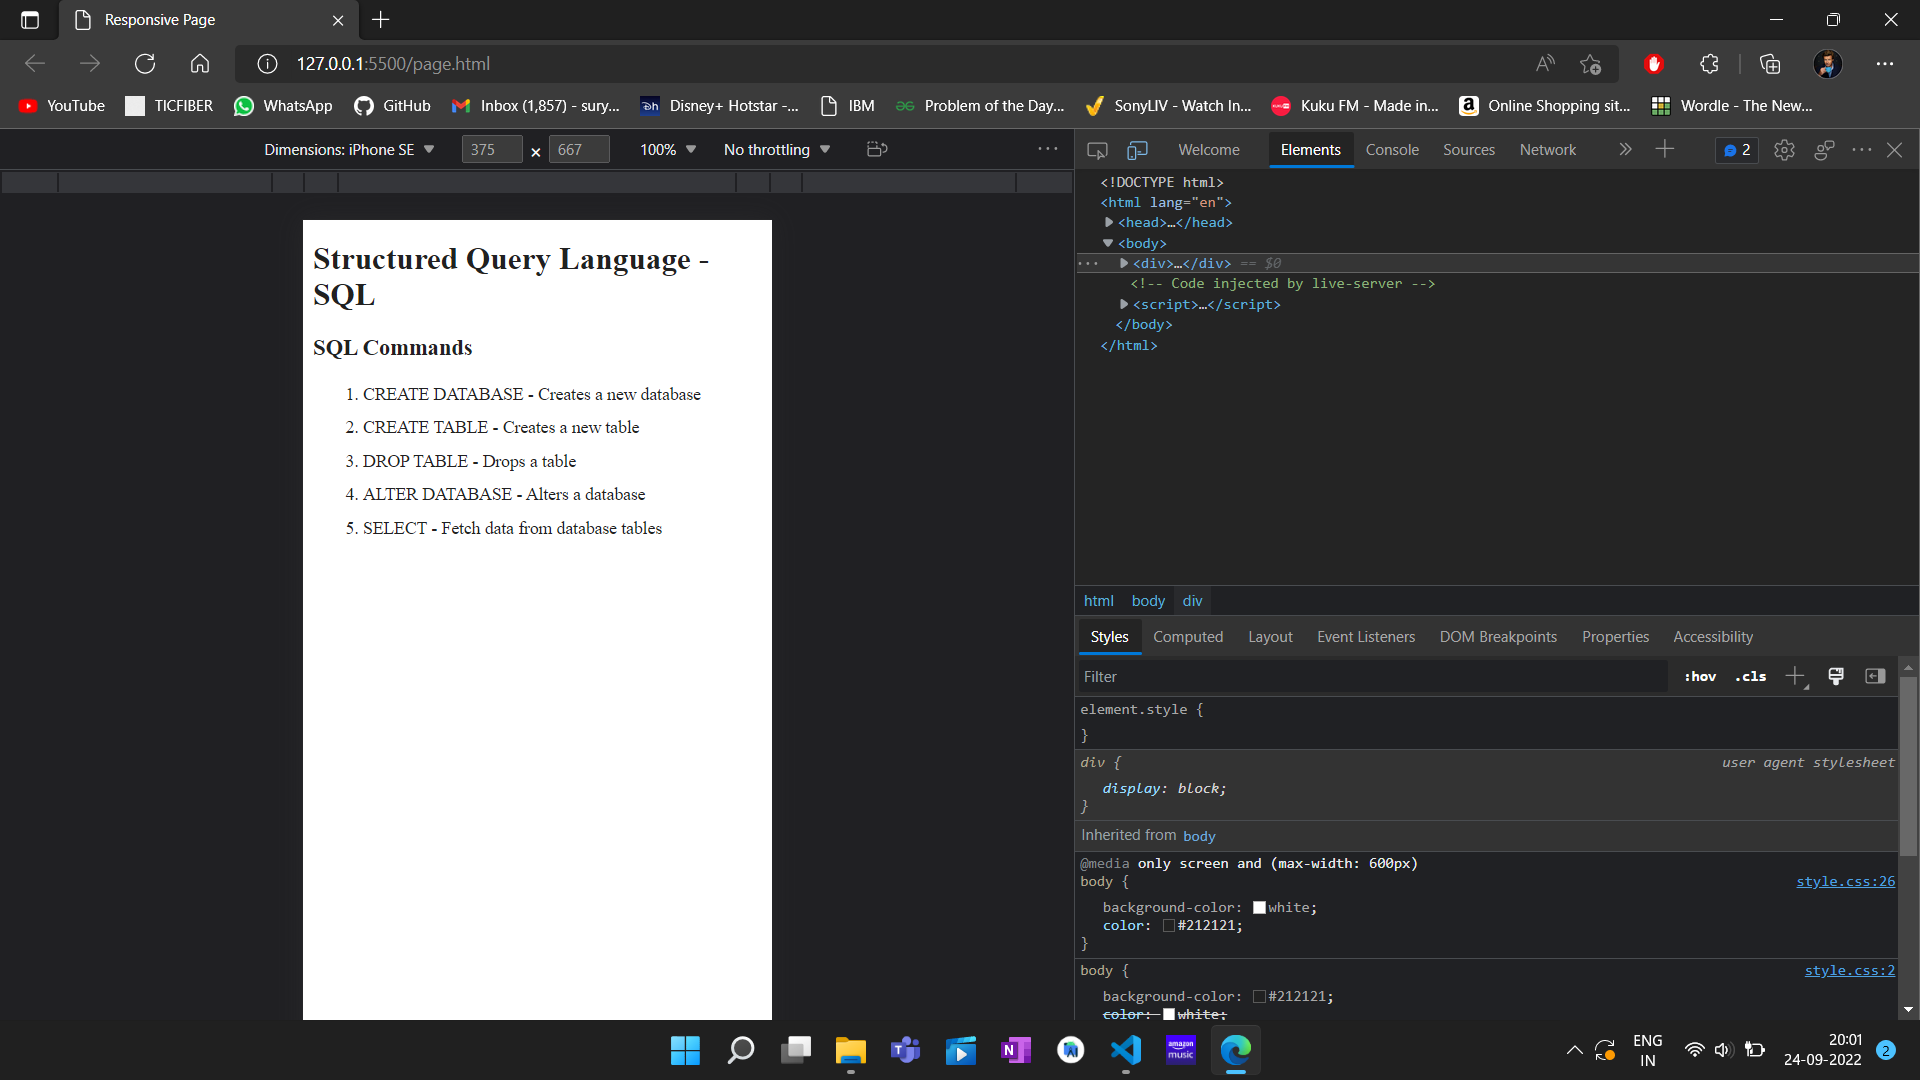 Responsive Page
127.0.0.1:5500/page.html
YouTube TICFIBER WhatsApp GitHub Inbox (1,857) - sury... Disney+ Hotstar -... IBM Problem of the Day... SonyLIV - Watch In... Kuku FM - Made in... Online Shopping sit... Wordle - The New...
Dimensions: iPhone SE 375 × 667 100% No throttling
Welcome Elements Console Sources Network 2
Structured Query Language -
SQL
SQL Commands
1. CREATE DATABASE - Creates a new database
2. CREATE TABLE - Creates a new table
3. DROP TABLE - Drops a table
4. ALTER DATABASE - Alters a database
5. SELECT - Fetch data from database tables
<!DOCTYPE html>
<html lang="en">
<head>…</head>
<body>
<div>…</div> == $0
<!-- Code injected by live-server -->
<script>…</script>
</body>
</html>
html body div
Styles Computed Layout Event Listeners DOM Breakpoints Properties Accessibility
Filter :hov .cls
element.style {
}
div { user agent stylesheet
display: block;
}
Inherited from body
@media only screen and (max-width: 600px)
body { style.css:26
background-color: white;
color: #212121;
}
body { style.css:2
background-color: #212121;
color: white;
amazon
music
ENG
IN
20:01
24-09-2022
2